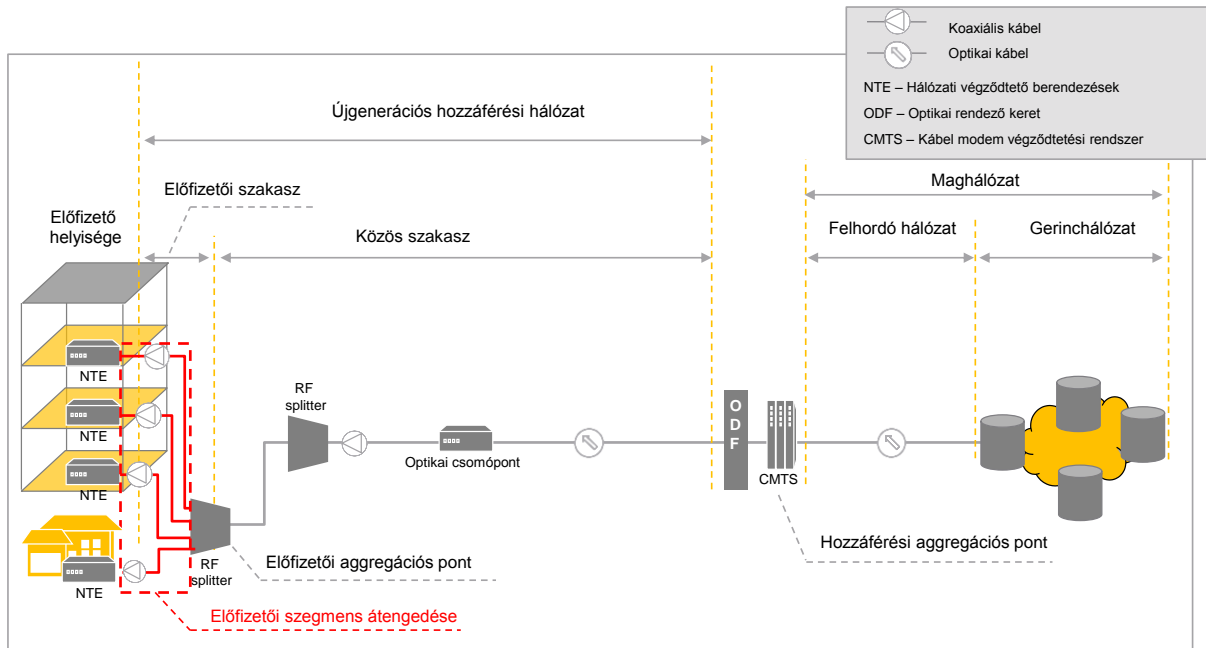 Koaxiális kábel
Optikai kábel
NTE – Hálózati végződtető berendezések
ODF – Optikai rendező keret
CMTS – Kábel modem végződtetési rendszer
Újgenerációs hozzáférési hálózat
Maghálózat
Előfizetői szakasz
Előfizető
helyisége
Közös szakasz
Felhordó hálózat
Gerinchálózat
NTE
NTE
NTE
NTE
RF
splitter
Optikai csomópont
O
D
F
CMTS
RF
splitter
Előfizetői aggregációs pont
Hozzáférési aggregációs pont
Előfizetői szegmens átengedése